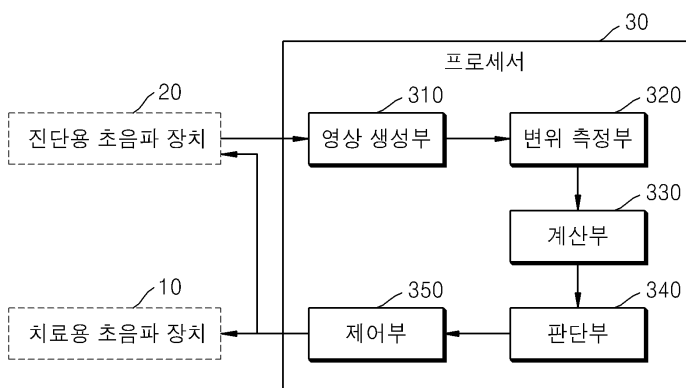 30
프로세서
20
310
320
진단용 초음파 장치
영상 생성부
변위 측정부
330
계산부
10
350
340
치료용 초음파 장치
제어부
판단부